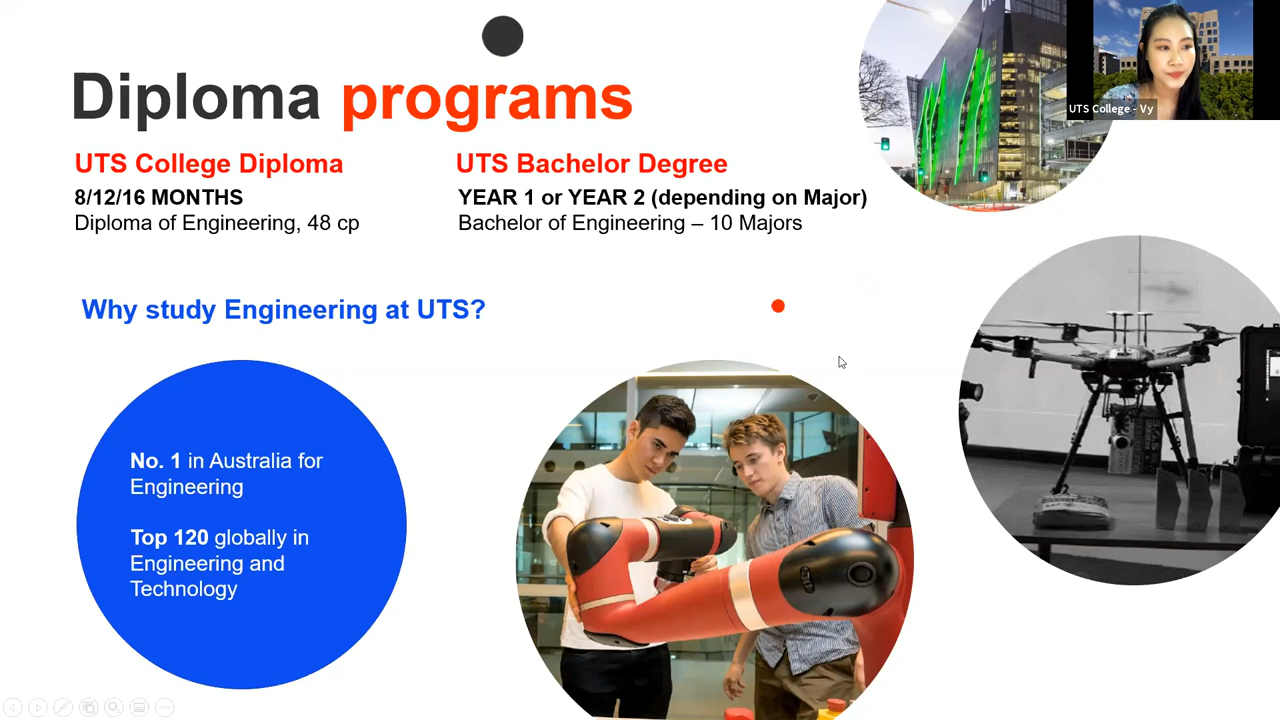 Diploma programs
UTS College Diploma
8/12/16 MONTHS
Diploma of Engineering, 48 cp
UTS Bachelor Degree
YEAR 1 or YEAR 2 (depending on Major)
Bachelor of Engineering – 10 Majors
Why study Engineering at UTS?
No. 1 in Australia for
Engineering
Top 120 globally in
Engineering and
Technology
UTS College - Vy